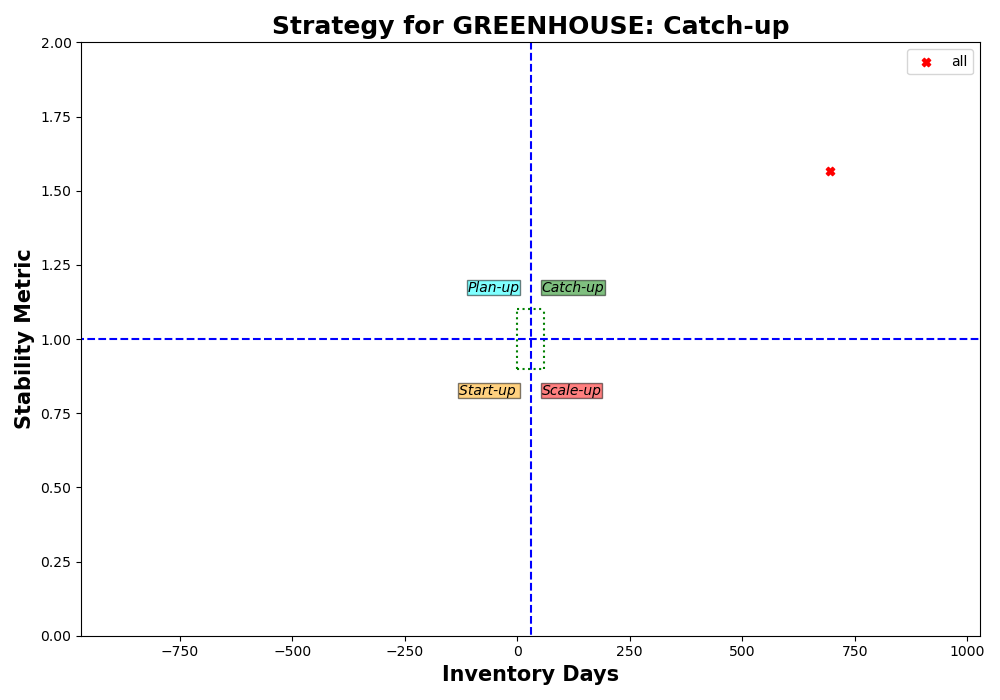 Strategy for GREENHOUSE: Catch-up
2.00
all
1.75
1.50
1.25
Plan-up
Catch-up
1.00
Start-up
Scale-up
0.75
0.50
0.25
0.00
Stability Metric
−750 −500 −250 0 250 500 750 1000
Inventory Days